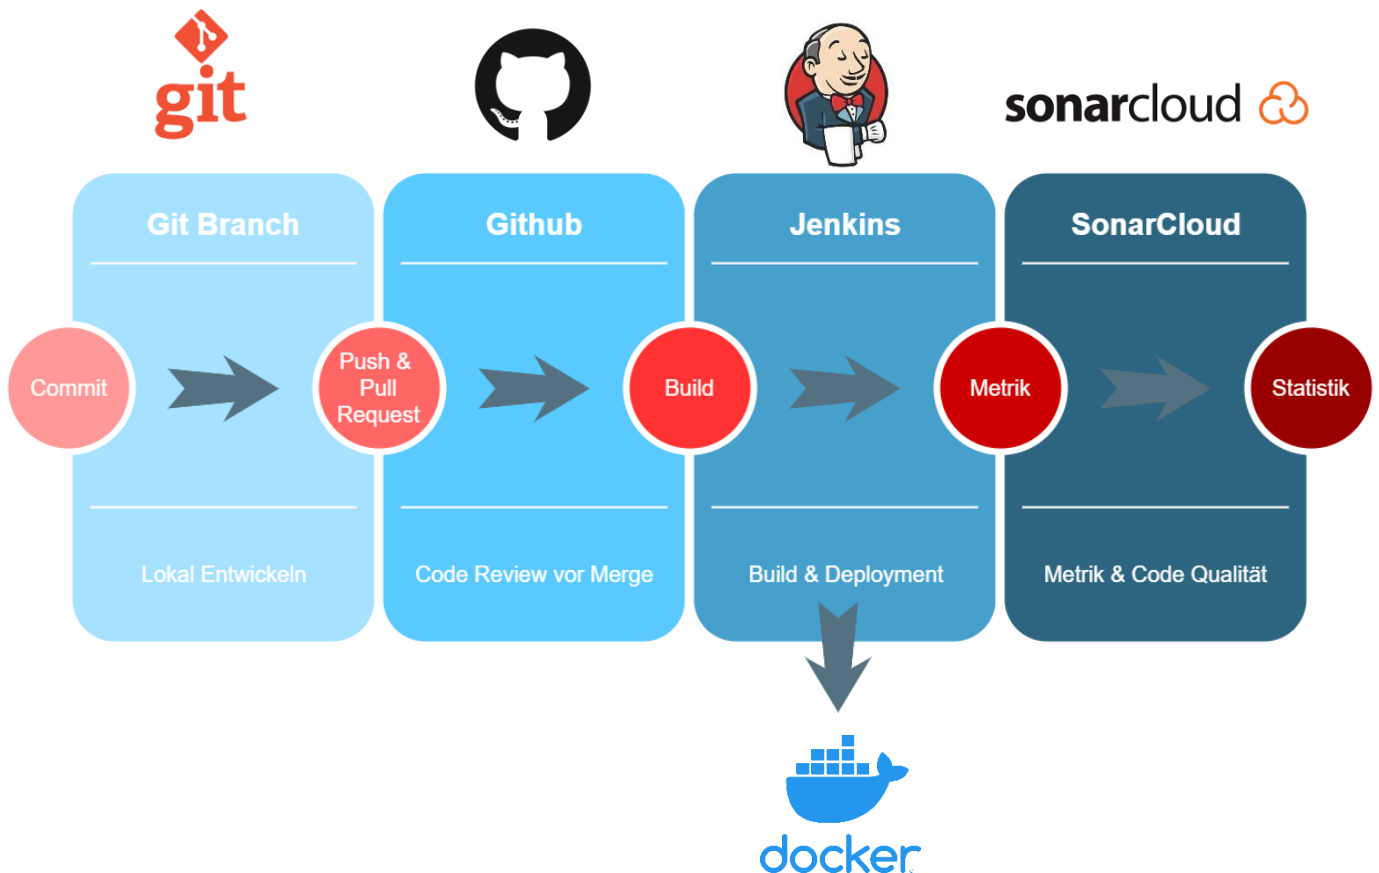 git
sonarcloud
Git Branch
Github
Jenkins
SonarCloud
Commit
Push &
Pull
Request
Build
Metrik
Statistik
Lokal Entwickeln
Code Review vor Merge
Build & Deployment
Metrik & Code Qualität
docker